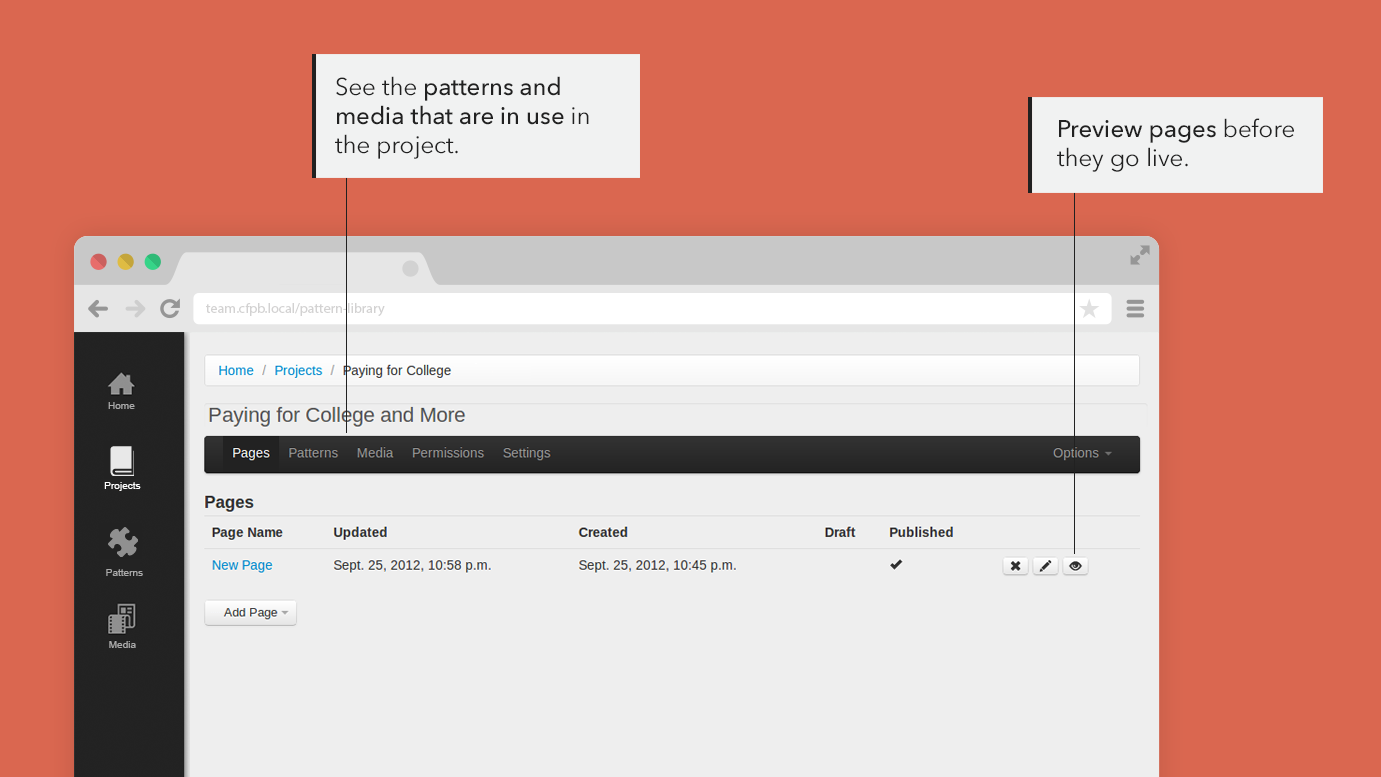 See the patterns and
media that are in use in
the project.
Preview pages before
they go live.
team.cfpb.local/pattern-library
Home
Projects
Patterns
Media
Home / Projects / Paying for College
Paying for College and More
Pages Patterns Media Permissions Settings Options
Pages
Page Name Updated Created Draft Published
New Page Sept. 25, 2012, 10:58 p.m. Sept. 25, 2012, 10:45 p.m.
Add Page